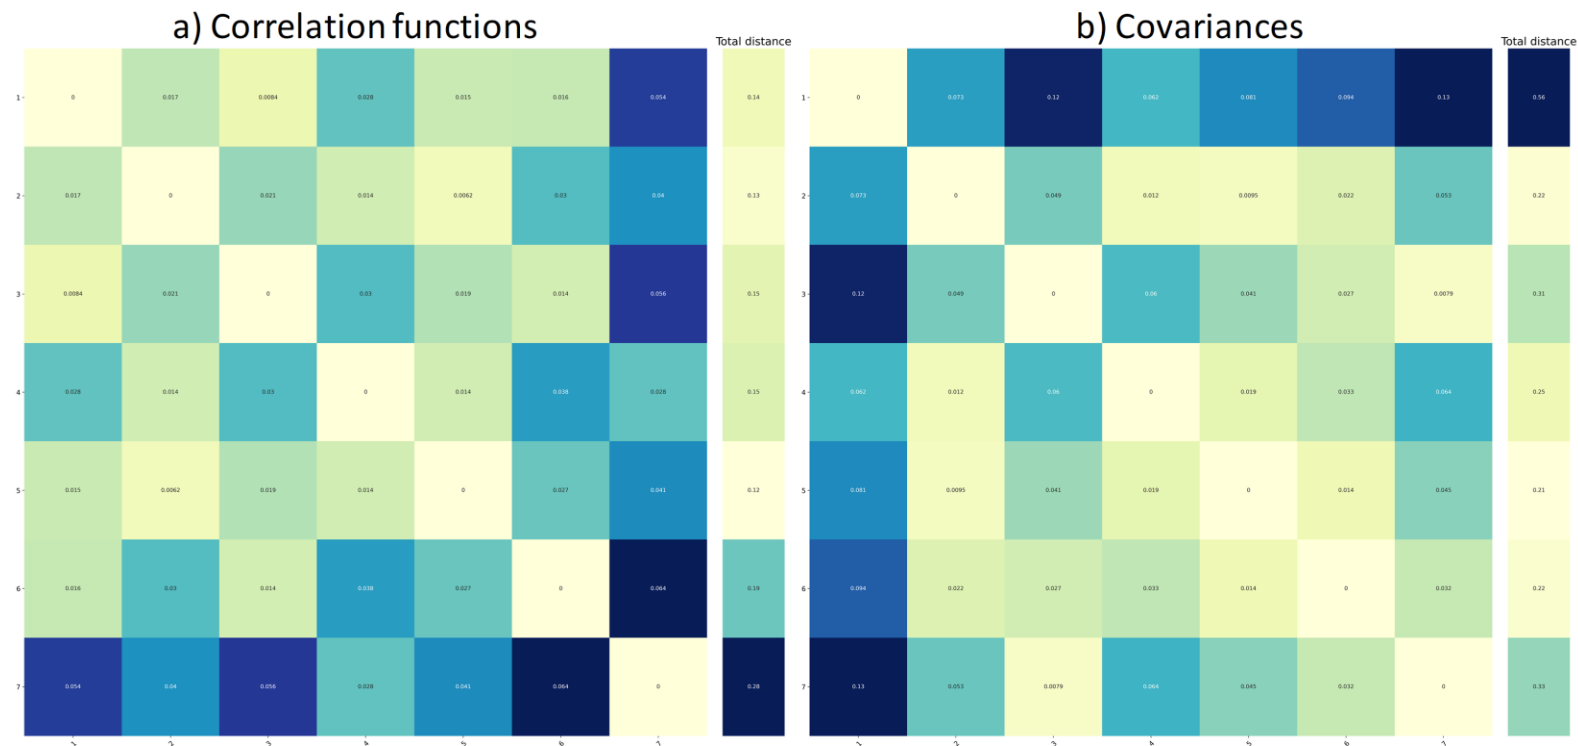 a) Correlation functions
Total distance
1 0 0.017 0.0084 0.028 0.015 0.016 0.054 0.14
2 0.017 0 0.021 0.014 0.0062 0.03 0.04 0.13
3 0.0084 0.021 0 0.03 0.019 0.014 0.056 0.15
4 0.028 0.014 0.03 0 0.014 0.038 0.028 0.15
5 0.015 0.0062 0.019 0.014 0 0.027 0.041 0.12
6 0.016 0.03 0.014 0.038 0.027 0 0.064 0.19
7 0.054 0.04 0.056 0.028 0.041 0.064 0 0.28
1 2 3 4 5 6 7
b) Covariances
Total distance
1 0 0.073 0.12 0.062 0.081 0.094 0.13 0.56
2 0.073 0 0.049 0.012 0.0095 0.022 0.053 0.22
3 0.12 0.049 0 0.06 0.041 0.027 0.0079 0.31
4 0.062 0.012 0.06 0 0.019 0.033 0.064 0.25
5 0.081 0.0095 0.041 0.019 0 0.014 0.045 0.21
6 0.094 0.022 0.027 0.033 0.014 0 0.032 0.22
7 0.13 0.053 0.0079 0.064 0.045 0.032 0 0.33
1 2 3 4 5 6 7